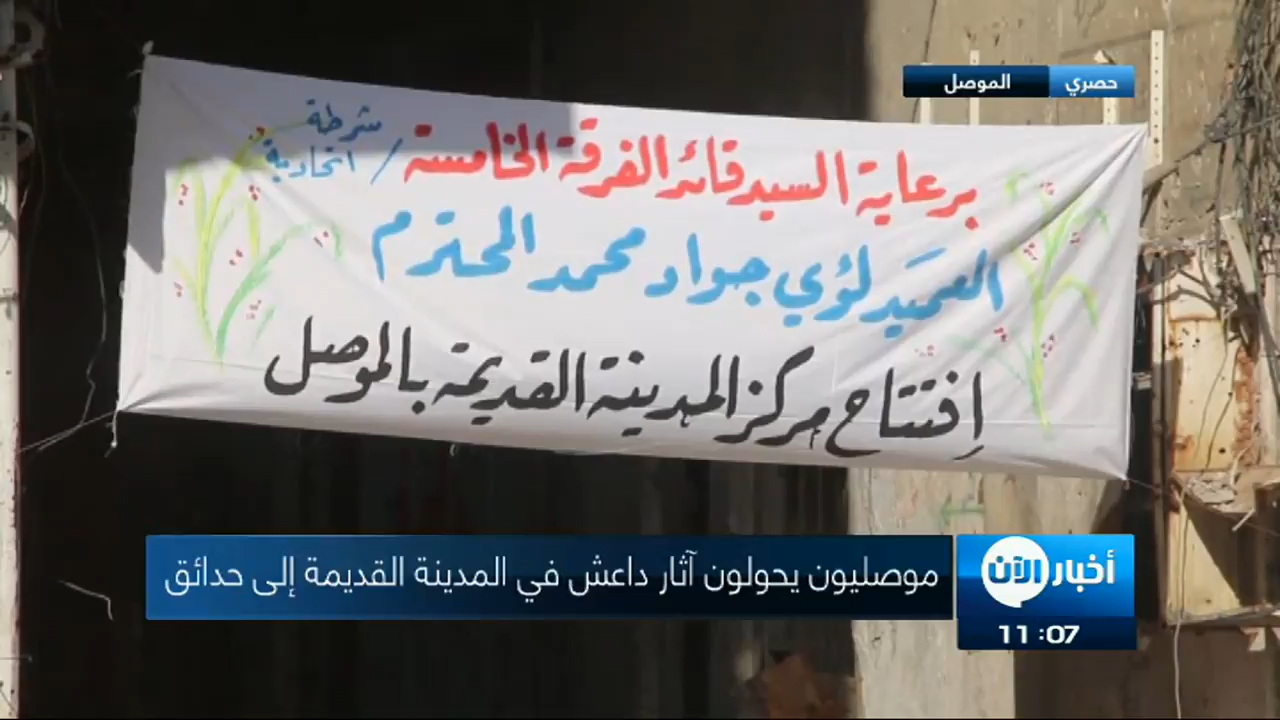 حصري الموصل
برعاية السيد قائد الفرقة الخامسة / شرطة اتحادية
العميد لؤي جواد محمد المحترم
إفتتاح مركز المدينة القديمة بالموصل
موصليون يحولون آثار داعش في المدينة القديمة إلى حدائق
أخبار الآن
11:07